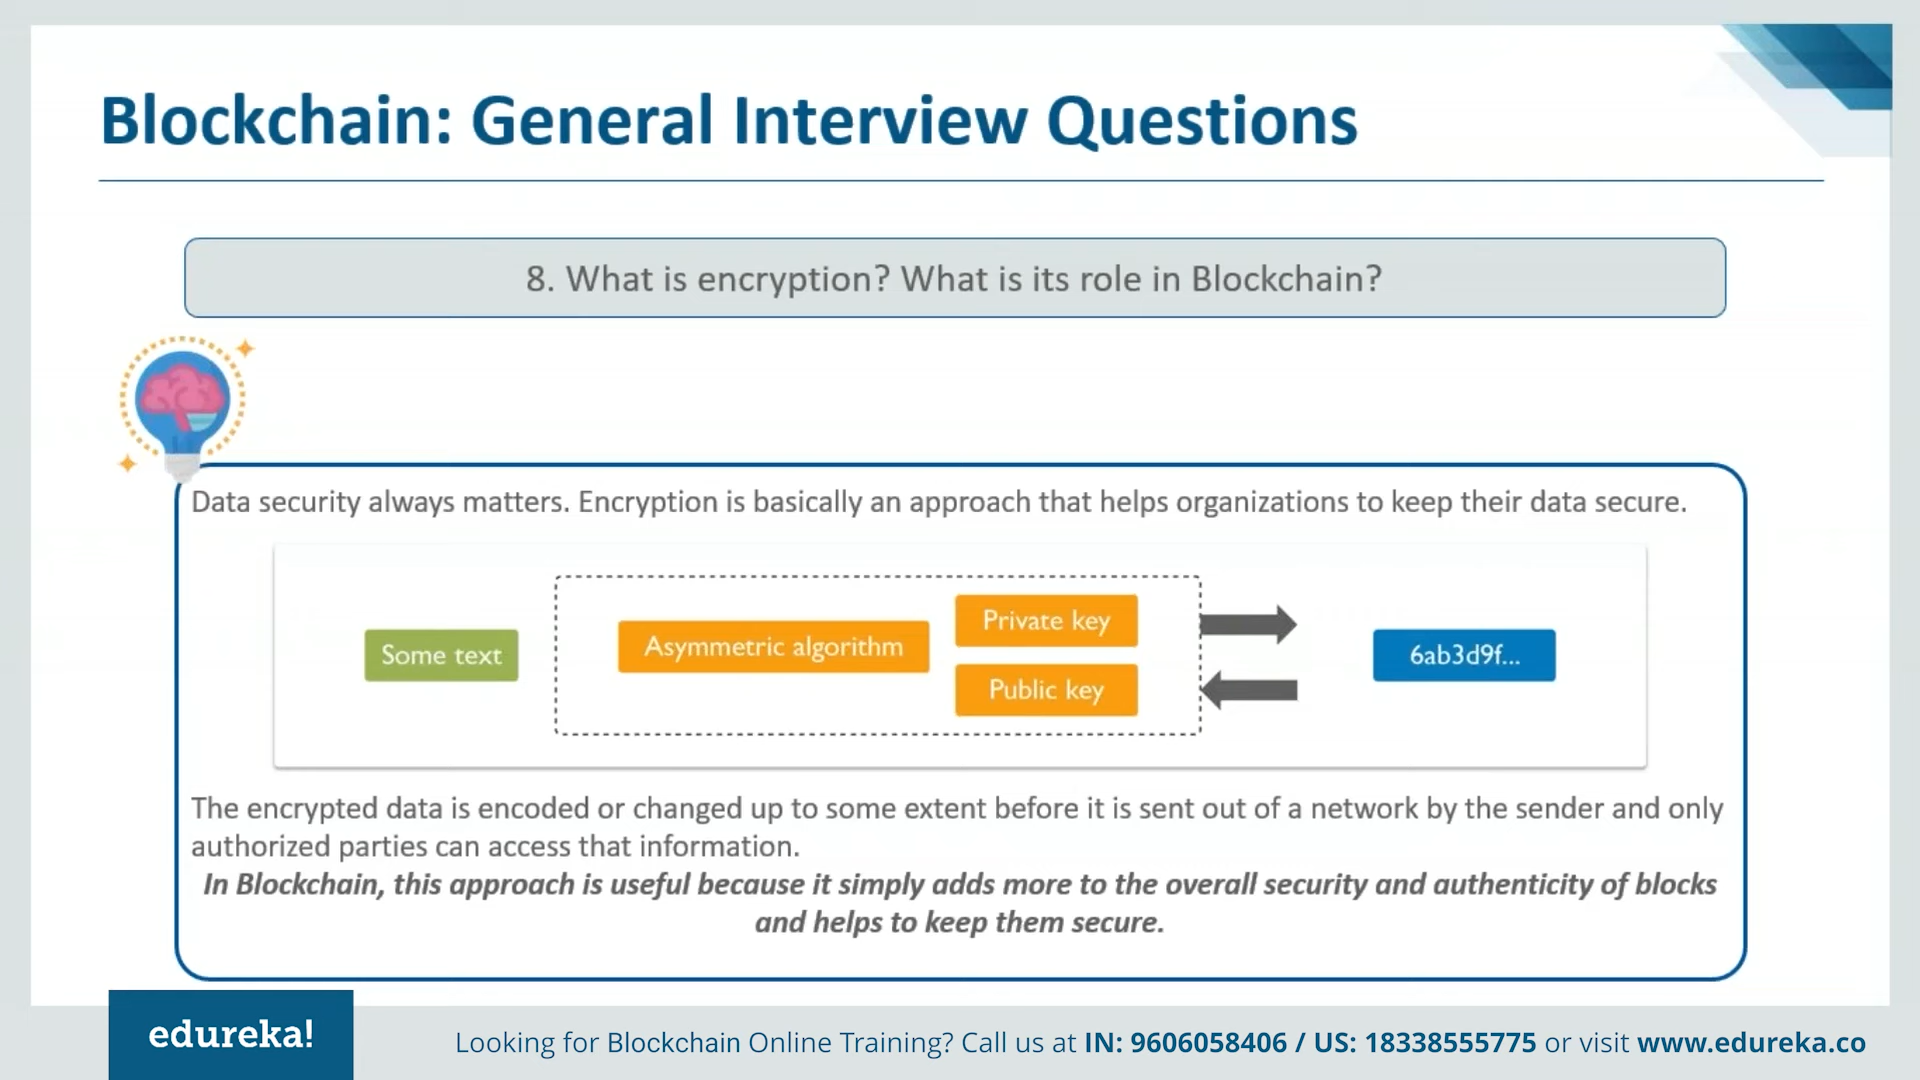 Blockchain: General Interview Questions
8. What is encryption? What is its role in Blockchain?
Data security always matters. Encryption is basically an approach that helps organizations to keep their data secure.
Some text
Asymmetric algorithm
Private key
Public key
6ab3d9f...
The encrypted data is encoded or changed up to some extent before it is sent out of a network by the sender and only
authorized parties can access that information.
In Blockchain, this approach is useful because it simply adds more to the overall security and authenticity of blocks
and helps to keep them secure.
edureka!
Looking for Blockchain Online Training? Call us at IN: 9606058406 / US: 18338555775 or visit www.edureka.co